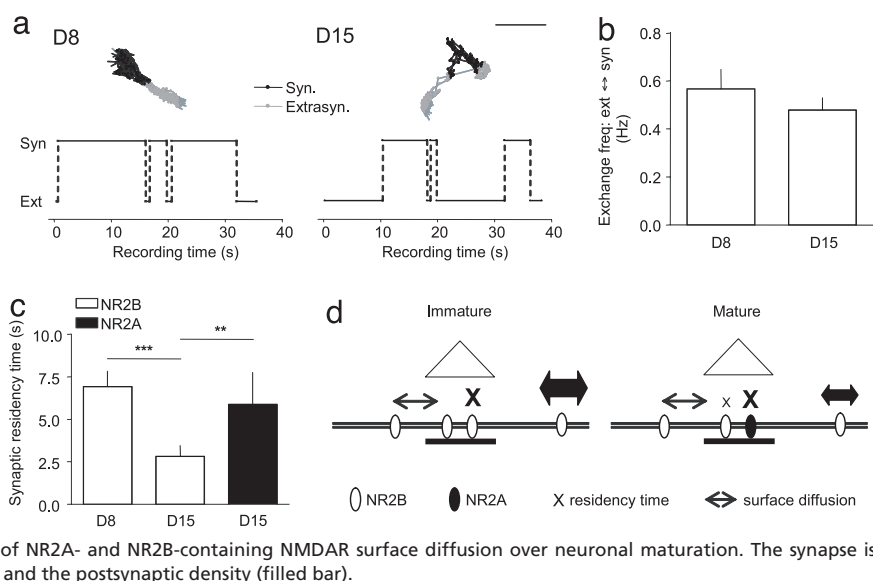 a
D8
D15
Syn.
Extrasyn.
Syn
Ext
0 10 20 30 40
Recording time (s)
0 10 20 30 40
Recording time (s)
b
Exchange freq: ext ↔ syn
(Hz)
0.8
0.6
0.4
0.2
0.0
D8 D15
c
NR2B
NR2A
Synaptic residency time (s)
10.0
7.5
5.0
2.5
0.0
***
**
D8 D15 D15
d
Immature
Mature
X
x X
NR2B NR2A X residency time surface diffusion
of NR2A- and NR2B-containing NMDAR surface diffusion over neuronal maturation. The synapse is
and the postsynaptic density (filled bar).